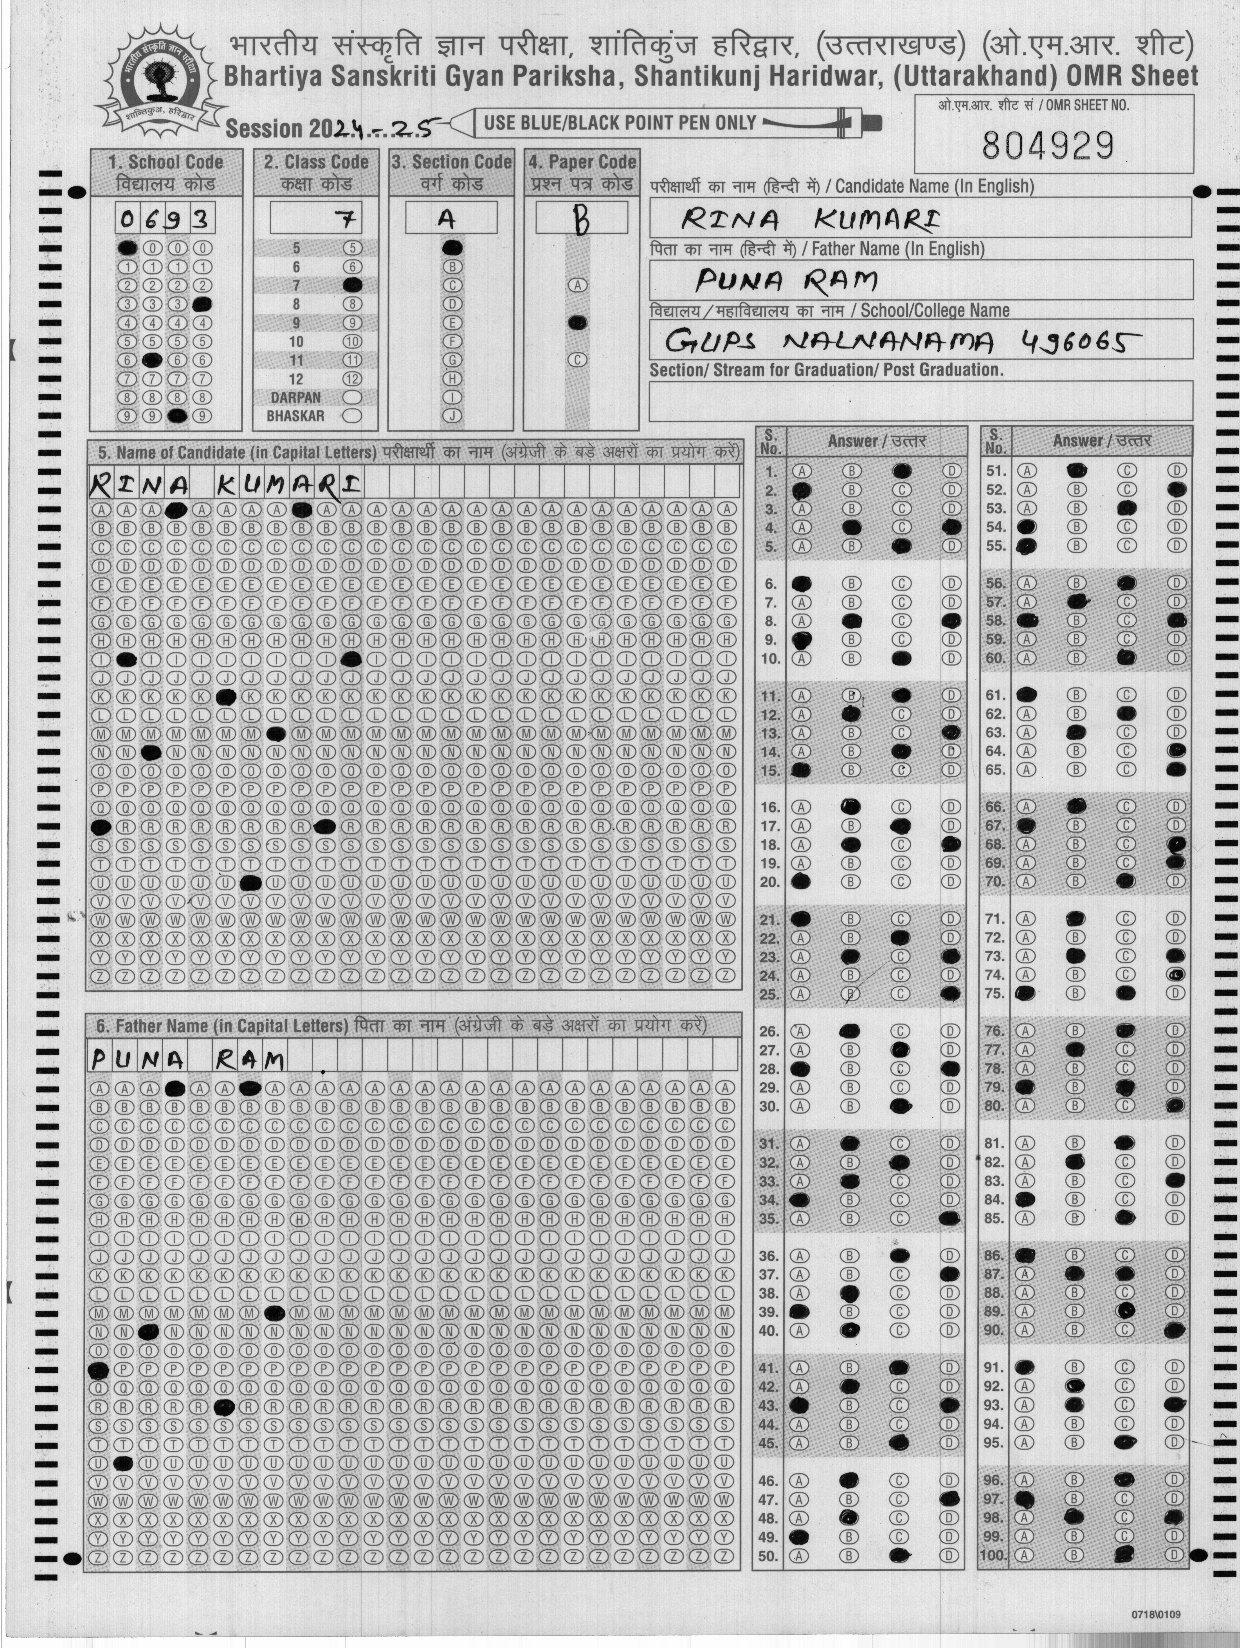 भारतीय संस्कृति ज्ञान परीक्षा, शांतिकुंज हरिद्वार, (उत्तराखण्ड) (ओ.एम.आर. शीट)
Bhartiya Sanskriti Gyan Pariksha, Shantikunj Haridwar, (Uttarakhand) OMR Sheet
Session 2024-25
USE BLUE/BLACK POINT PEN ONLY
ओ.एम.आर. शीट सं / OMR SHEET NO.
804929
1. School Code
विद्यालय कोड
0693
2. Class Code
कक्षा कोड
7
5
6
7
8
9
10
11
12
DARPAN
BHASKAR
3. Section Code
वर्ग कोड
A
4. Paper Code
प्रश्न पत्र कोड
B
परीक्षार्थी का नाम (हिन्दी में) / Candidate Name (In English)
RINA KUMARI
पिता का नाम (हिन्दी में) / Father Name (In English)
PUNA RAM
विद्यालय/महाविद्यालय का नाम / School/College Name
GUPS NALNANAMA 496065
Section/ Stream for Graduation/ Post Graduation.
5. Name of Candidate (in Capital Letters) परीक्षार्थी का नाम (अंग्रेजी के बड़े अक्षरों का प्रयोग करें)
RINA KUMARI
6. Father Name (in Capital Letters) पिता का नाम (अंग्रेजी के बड़े अक्षरों का प्रयोग करें)
PUNA RAM
S. No. Answer / उत्तर
S. No. Answer / उत्तर
0718\0109